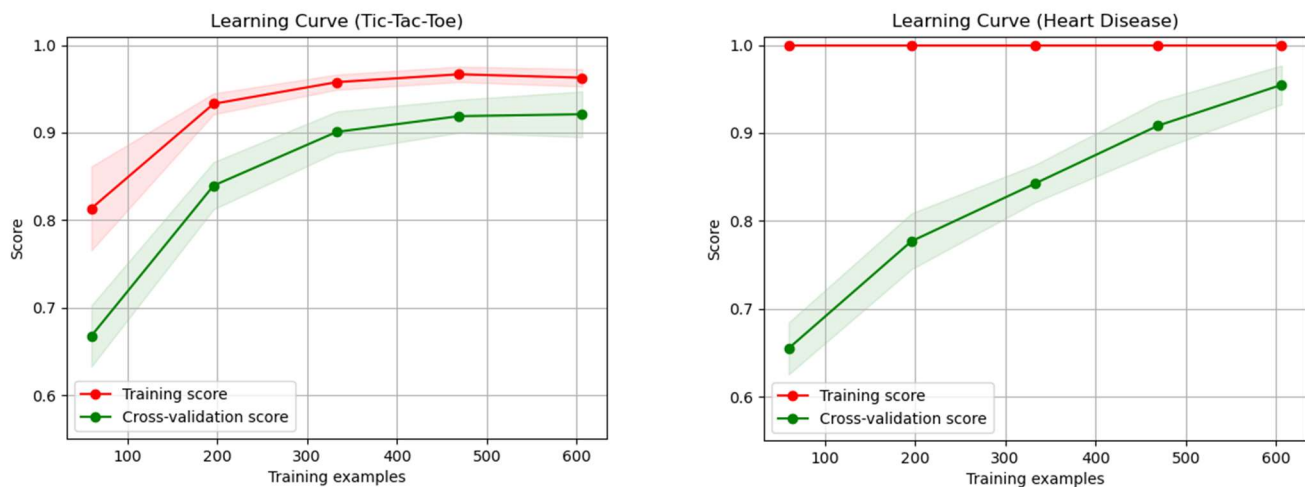 Learning Curve (Tic-Tac-Toe)
1.0
0.9
0.8
0.7
0.6
Score
Training score
Cross-validation score
100 200 300 400 500 600
Training examples
Learning Curve (Heart Disease)
1.0
0.9
0.8
0.7
0.6
Score
Training score
Cross-validation score
100 200 300 400 500 600
Training examples